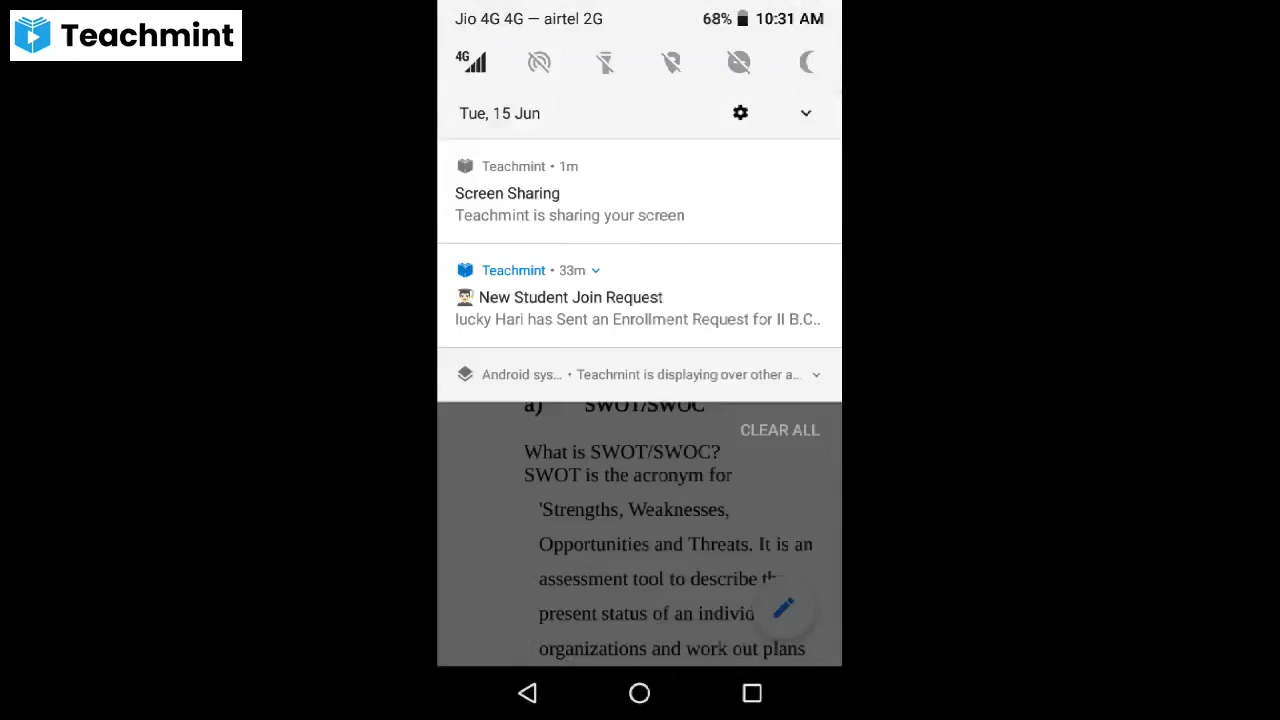 Teachmint
Jio 4G 4G — airtel 2G 68% 10:31 AM
4G
Tue, 15 Jun
Teachmint • 1m
Screen Sharing
Teachmint is sharing your screen
Teachmint • 33m
New Student Join Request
lucky Hari has Sent an Enrollment Request for II B.C..
Android sys... • Teachmint is displaying over other a...
a) SWOT/SWOC
CLEAR ALL
What is SWOT/SWOC?
SWOT is the acronym for
'Strengths, Weaknesses,
Opportunities and Threats. It is an
assessment tool to describe
present status of an individ
organizations and work out plans